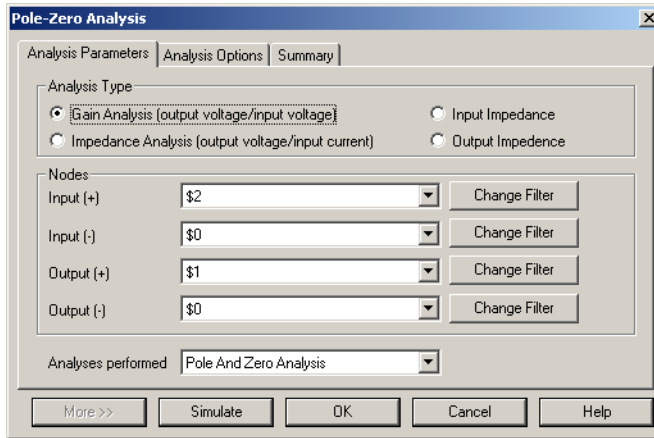 Pole-Zero Analysis
Analysis Parameters Analysis Options Summary
Analysis Type
Gain Analysis (output voltage/input voltage) Input Impedance
Impedance Analysis (output voltage/input current) Output Impedence
Nodes
Input (+) $2 Change Filter
Input (-) $0 Change Filter
Output (+) $1 Change Filter
Output (-) $0 Change Filter
Analyses performed Pole And Zero Analysis
More >> Simulate OK Cancel Help